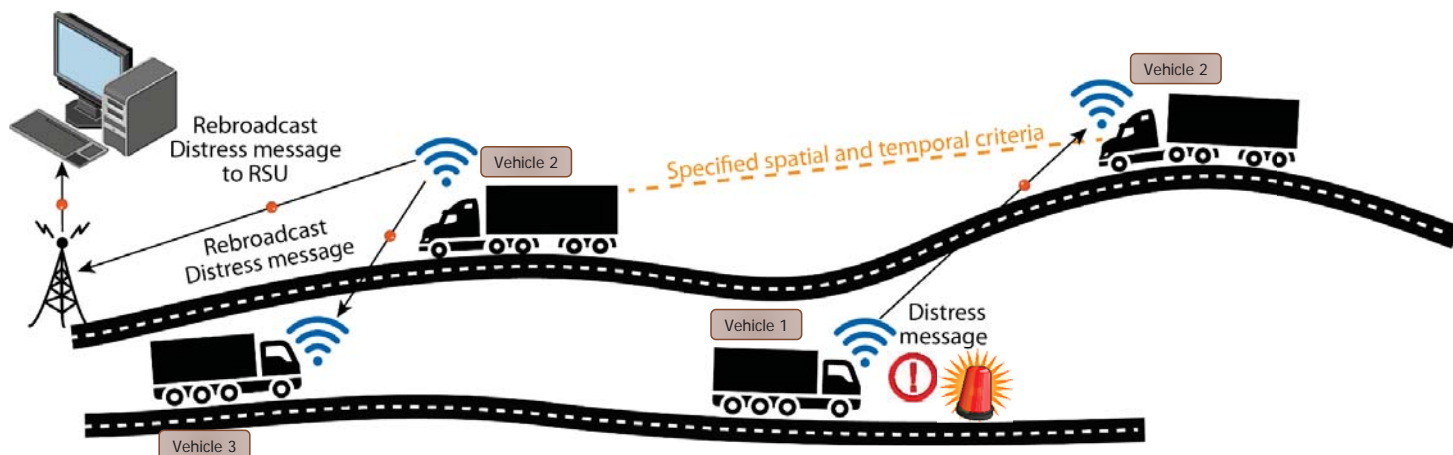 Vehicle 2
Rebroadcast
Distress message
to RSU
Vehicle 2
Specified spatial and temporal criteria
Rebroadcast
Distress message
Vehicle 1
Distress
message
Vehicle 3